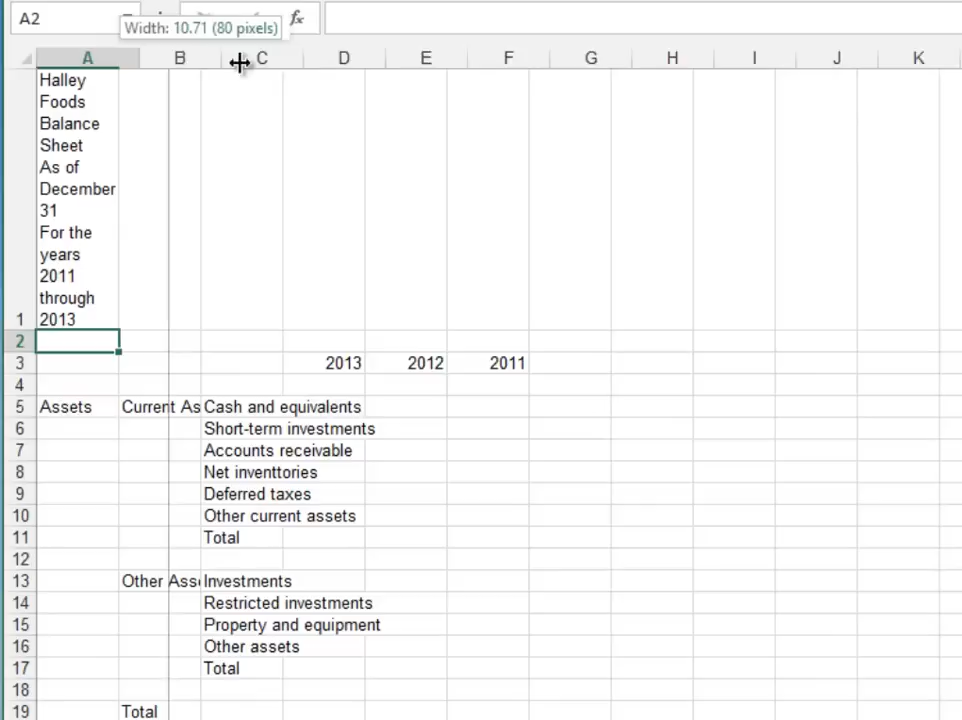 A2
fx
Width: 10.71 (80 pixels)
A B C D E F G H I J K
Halley
Foods
Balance
Sheet
As of
December
31
For the
years
2011
through
1 2013
2
3 2013 2012 2011
4
5 Assets Current As Cash and equivalents
6 Short-term investments
7 Accounts receivable
8 Net inventtories
9 Deferred taxes
10 Other current assets
11 Total
12
13 Other Ass Investments
14 Restricted investments
15 Property and equipment
16 Other assets
17 Total
18
19 Total